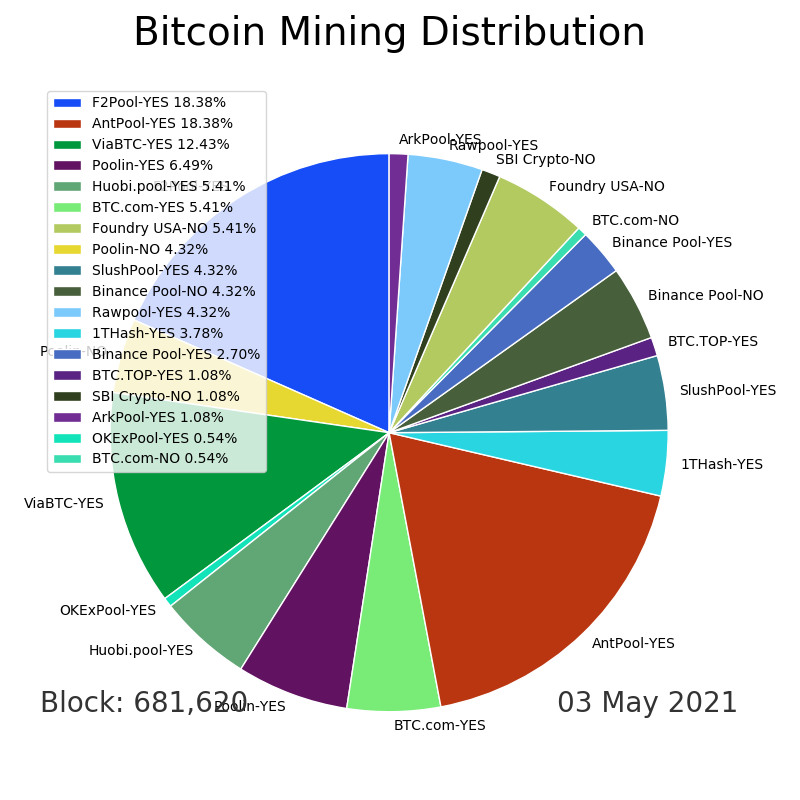 Bitcoin Mining Distribution
F2Pool-YES 18.38%
AntPool-YES 18.38%
ViaBTC-YES 12.43%
Poolin-YES 6.49%
Huobi.pool-YES 5.41%
BTC.com-YES 5.41%
Foundry USA-NO 5.41%
Poolin-NO 4.32%
SlushPool-YES 4.32%
Binance Pool-NO 4.32%
Rawpool-YES 4.32%
1THash-YES 3.78%
Binance Pool-YES 2.70%
BTC.TOP-YES 1.08%
SBI Crypto-NO 1.08%
ArkPool-YES 1.08%
OKExPool-YES 0.54%
BTC.com-NO 0.54%
ArkPool-YES
Rawpool-YES
SBI Crypto-NO
Foundry USA-NO
BTC.com-NO
Binance Pool-YES
Binance Pool-NO
BTC.TOP-YES
SlushPool-YES
1THash-YES
AntPool-YES
BTC.com-YES
Poolin-YES
Huobi.pool-YES
OKExPool-YES
ViaBTC-YES
Poolin-NO
Block: 681,620
03 May 2021